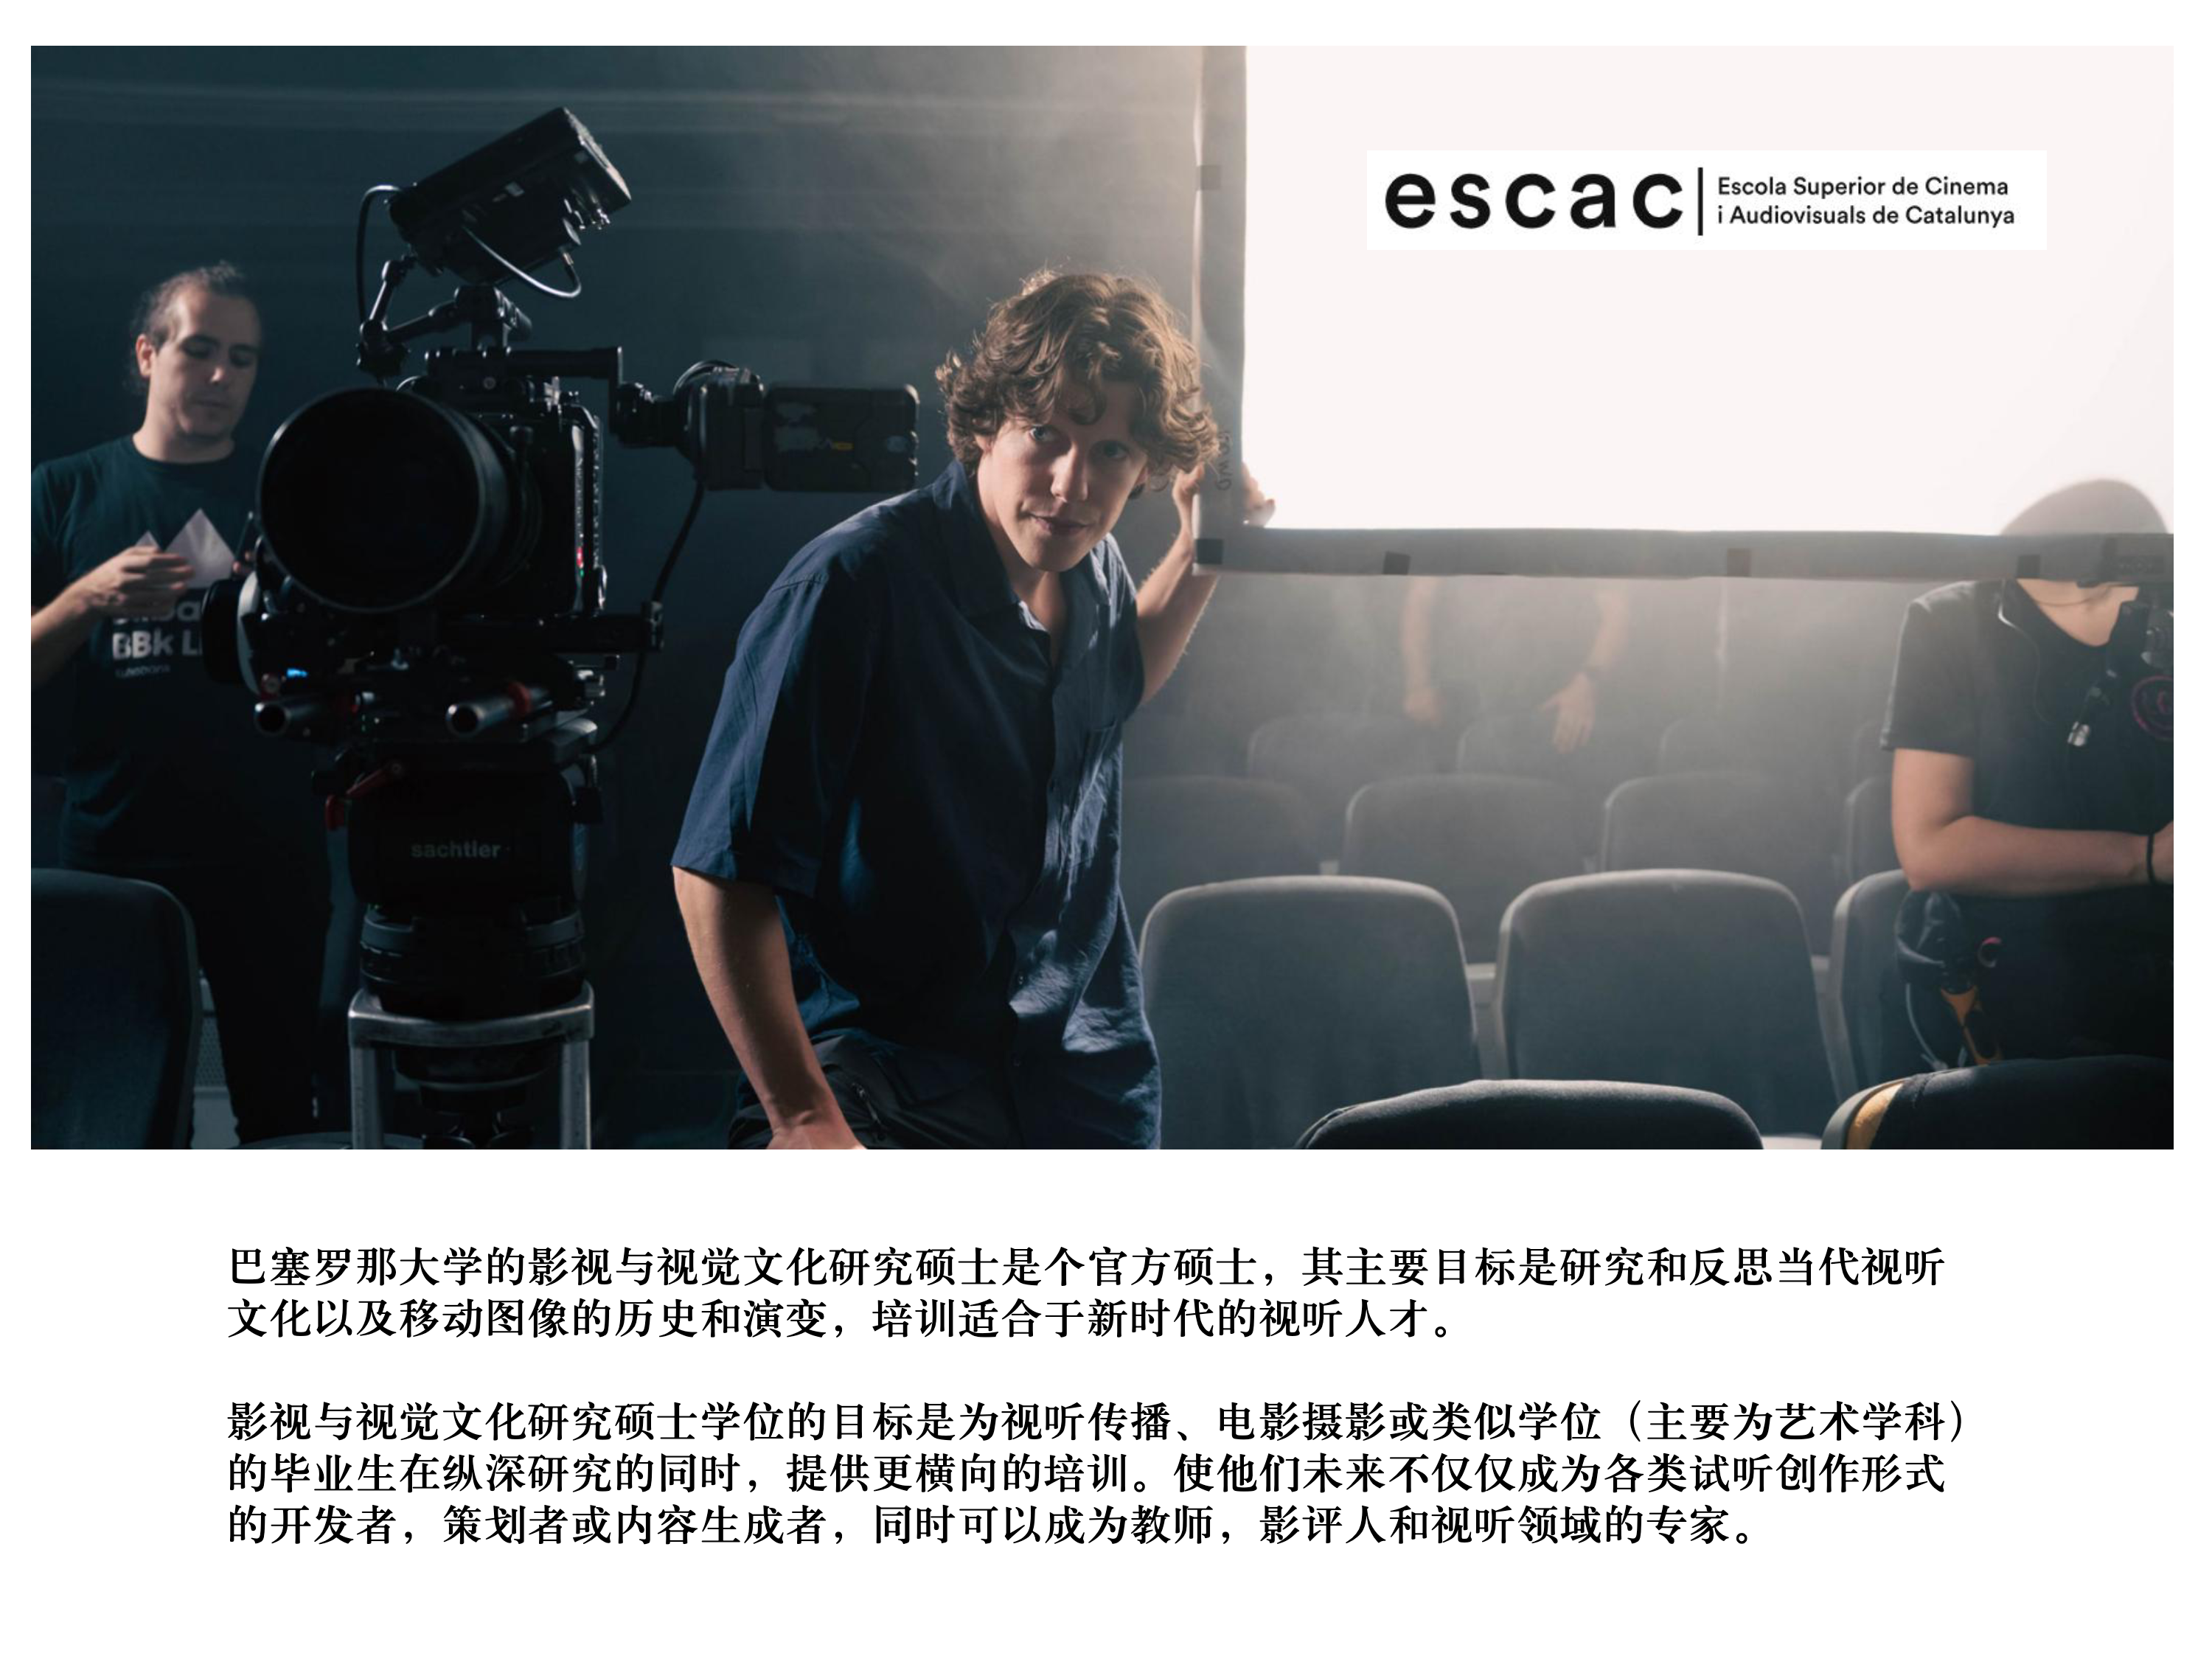 escac
Escola Superior de Cinema
i Audiovisuals de Catalunya
BBk Li
sachtler
巴塞罗那大学的影视与视觉文化研究硕士是个官方硕士，其主要目标是研究和反思当代视听
文化以及移动图像的历史和演变，培训适合于新时代的视听人才。
影视与视觉文化研究硕士学位的目标是为视听传播、电影摄影或类似学位（主要为艺术学科）
的毕业生在纵深研究的同时，提供更横向的培训。使他们未来不仅仅成为各类试听创作形式
的开发者，策划者或内容生成者，同时可以成为教师，影评人和视听领域的专家。